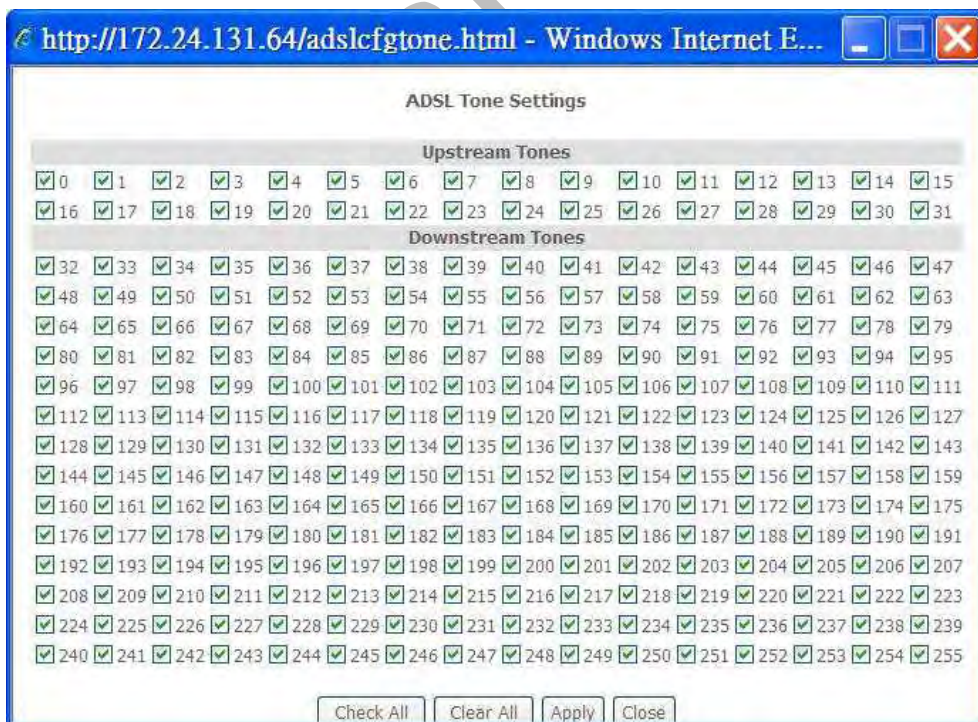 http://172.24.131.64/adslcfgtone.html - Windows Internet E...
ADSL Tone Settings
Upstream Tones
0 1 2 3 4 5 6 7 8 9 10 11 12 13 14 15
16 17 18 19 20 21 22 23 24 25 26 27 28 29 30 31
Downstream Tones
32 33 34 35 36 37 38 39 40 41 42 43 44 45 46 47
48 49 50 51 52 53 54 55 56 57 58 59 60 61 62 63
64 65 66 67 68 69 70 71 72 73 74 75 76 77 78 79
80 81 82 83 84 85 86 87 88 89 90 91 92 93 94 95
96 97 98 99 100 101 102 103 104 105 106 107 108 109 110 111
112 113 114 115 116 117 118 119 120 121 122 123 124 125 126 127
128 129 130 131 132 133 134 135 136 137 138 139 140 141 142 143
144 145 146 147 148 149 150 151 152 153 154 155 156 157 158 159
160 161 162 163 164 165 166 167 168 169 170 171 172 173 174 175
176 177 178 179 180 181 182 183 184 185 186 187 188 189 190 191
192 193 194 195 196 197 198 199 200 201 202 203 204 205 206 207
208 209 210 211 212 213 214 215 216 217 218 219 220 221 222 223
224 225 226 227 228 229 230 231 232 233 234 235 236 237 238 239
240 241 242 243 244 245 246 247 248 249 250 251 252 253 254 255
Check All Clear All Apply Close